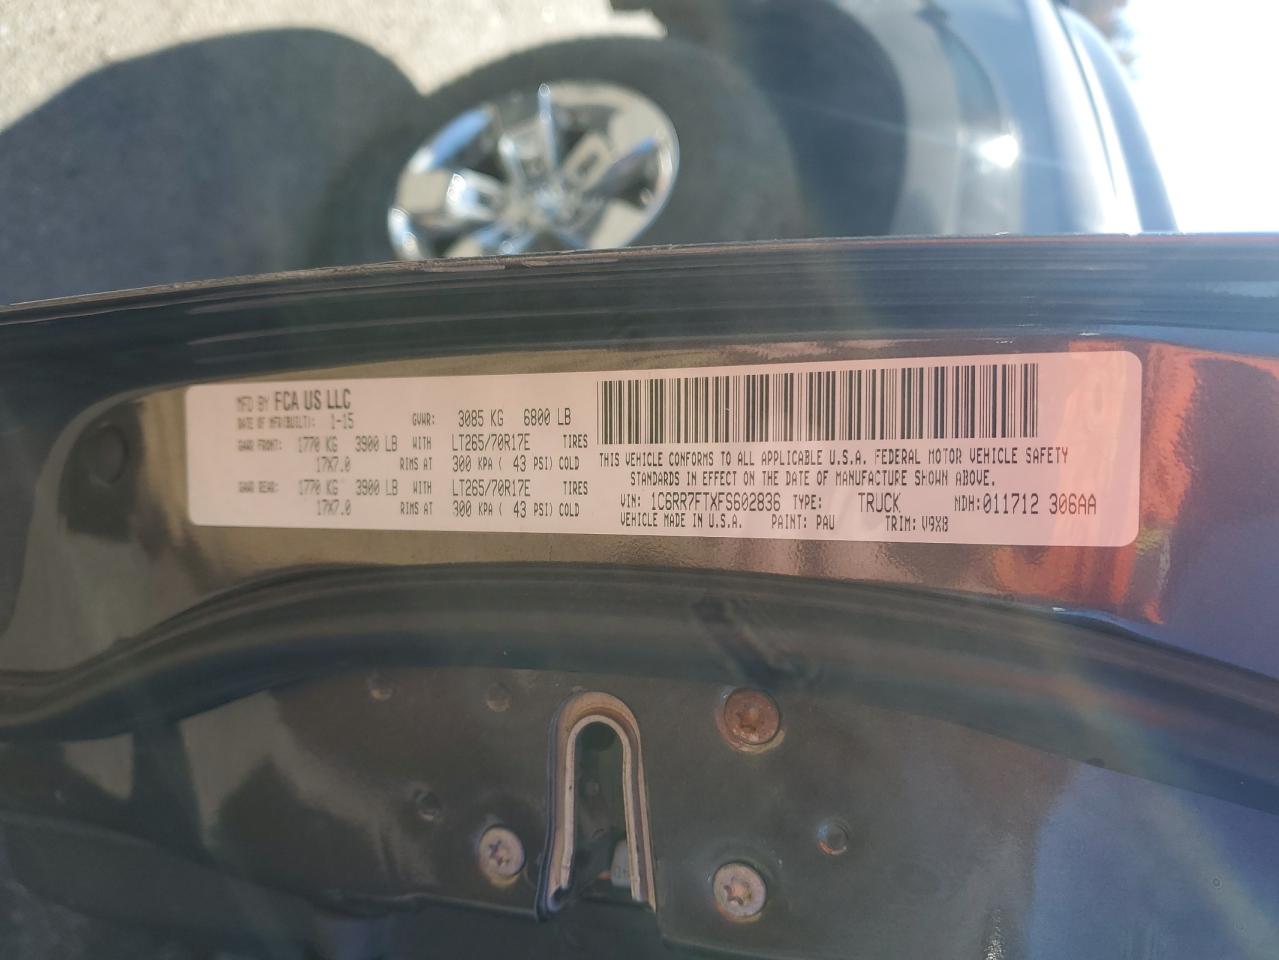 MFD BY FCA US LLC
DATE OF MFR(BUILT): 1-15 GVWR: 3085 KG 6800 LB
GAWR FRONT: 1770 KG 3900 LB WITH LT265/70R17E TIRES
17X7.0 RIMS AT 300 KPA ( 43 PSI) COLD
GAWR REAR: 1770 KG 3900 LB WITH LT265/70R17E TIRES
17X7.0 RIMS AT 300 KPA ( 43 PSI) COLD
THIS VEHICLE CONFORMS TO ALL APPLICABLE U.S.A. FEDERAL MOTOR VEHICLE SAFETY
STANDARDS IN EFFECT ON THE DATE OF MANUFACTURE SHOWN ABOVE.
VIN: 1C6RR7FTXFS602836 TYPE: TRUCK MDH:011712 306AA
VEHICLE MADE IN U.S.A. PAINT: PAU TRIM: V9X8